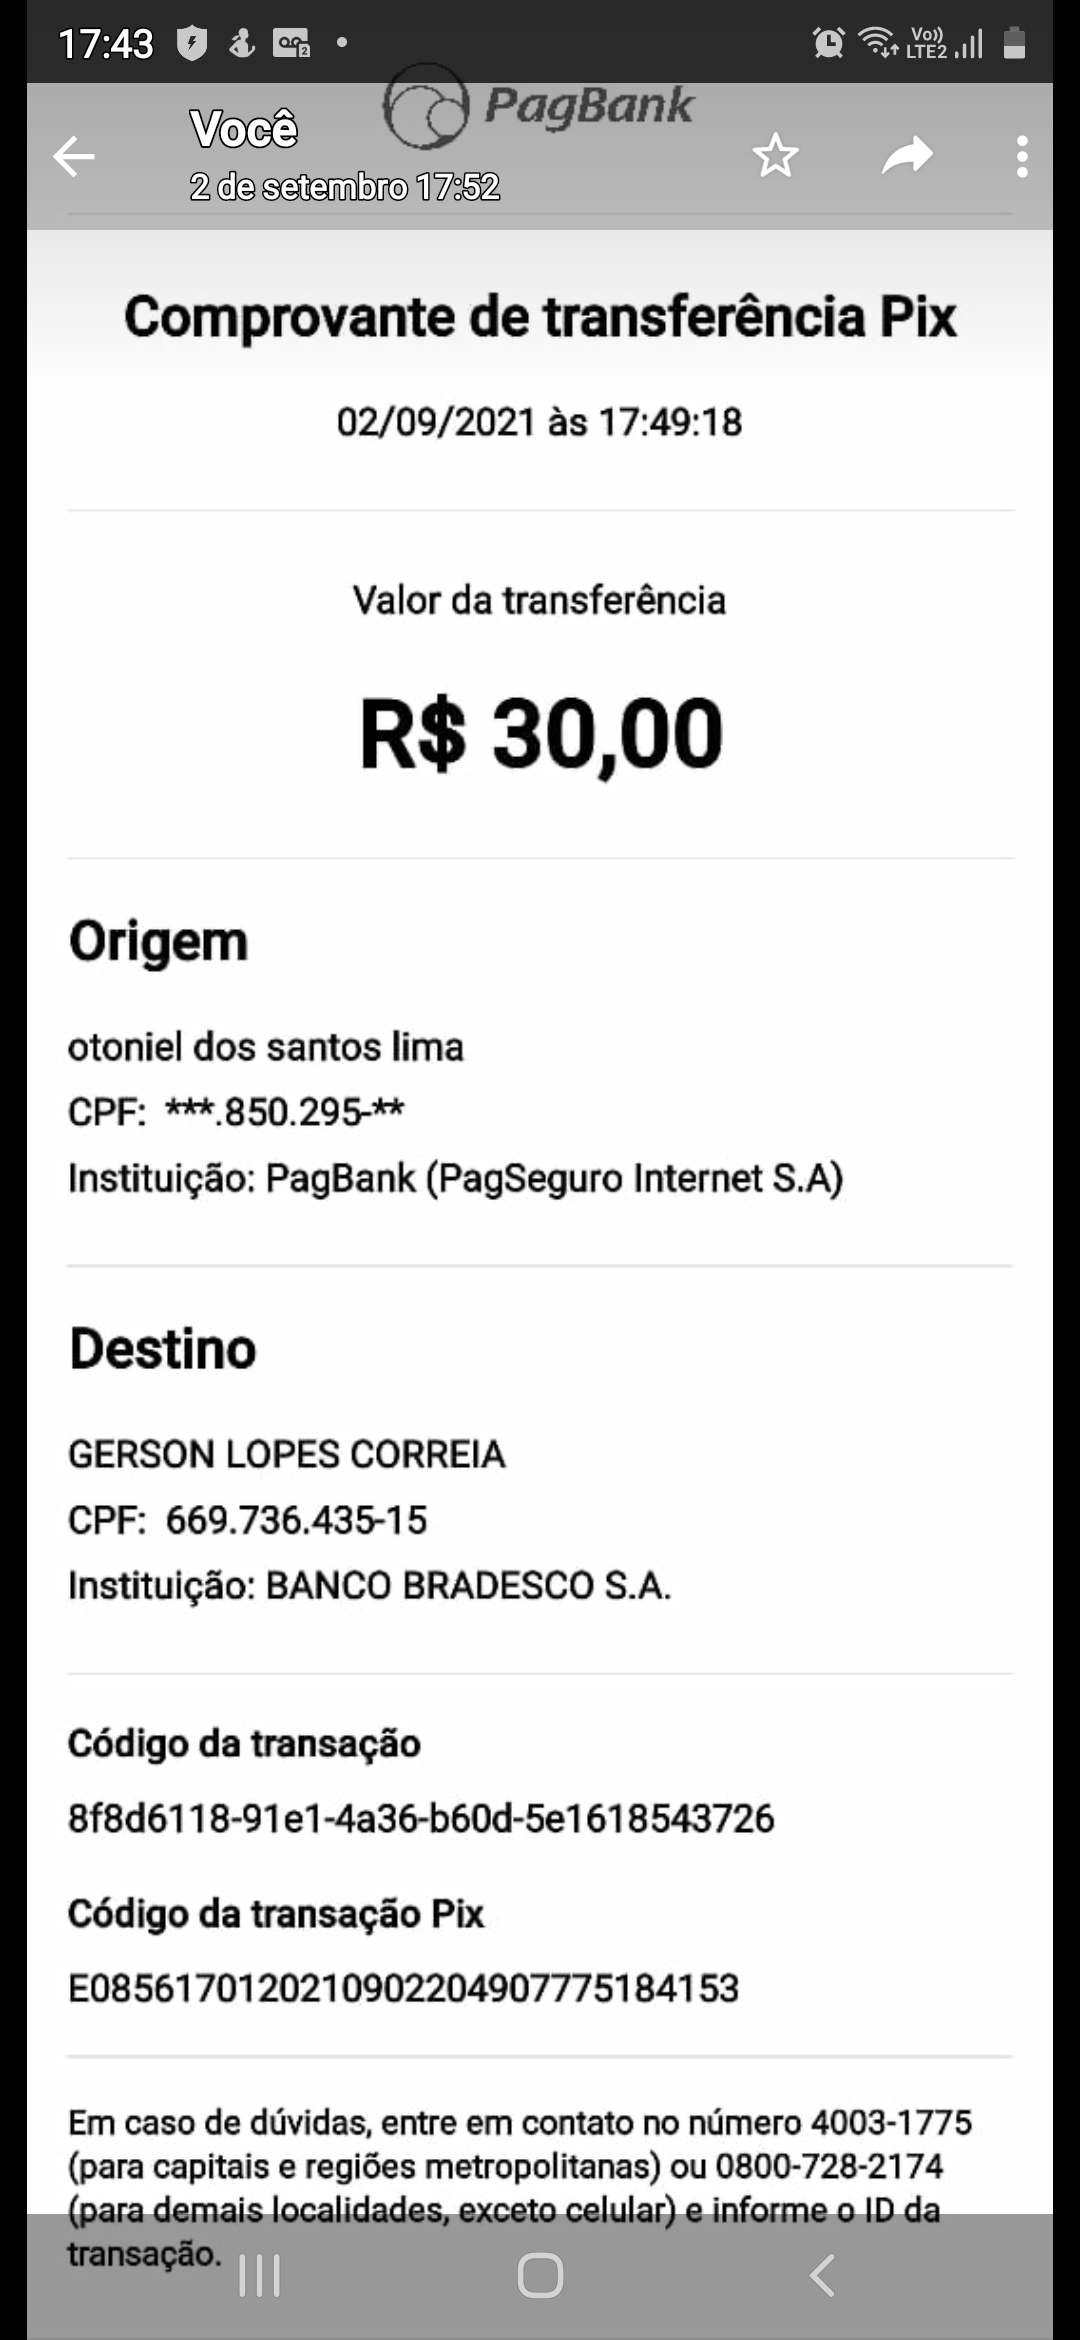 17:43
Vo))
LTE2
PagBank
Você
2 de setembro 17:52
Comprovante de transferência Pix
02/09/2021 às 17:49:18
Valor da transferência
R$ 30,00
Origem
otoniel dos santos lima
CPF: ***.850.295-**
Instituição: PagBank (PagSeguro Internet S.A)
Destino
GERSON LOPES CORREIA
CPF: 669.736.435-15
Instituição: BANCO BRADESCO S.A.
Código da transação
8f8d6118-91e1-4a36-b60d-5e1618543726
Código da transação Pix
E08561701202109022049077751841​53
Em caso de dúvidas, entre em contato no número 4003-1775
(para capitais e regiões metropolitanas) ou 0800-728-2174
(para demais localidades, exceto celular) e informe o ID da
transação.